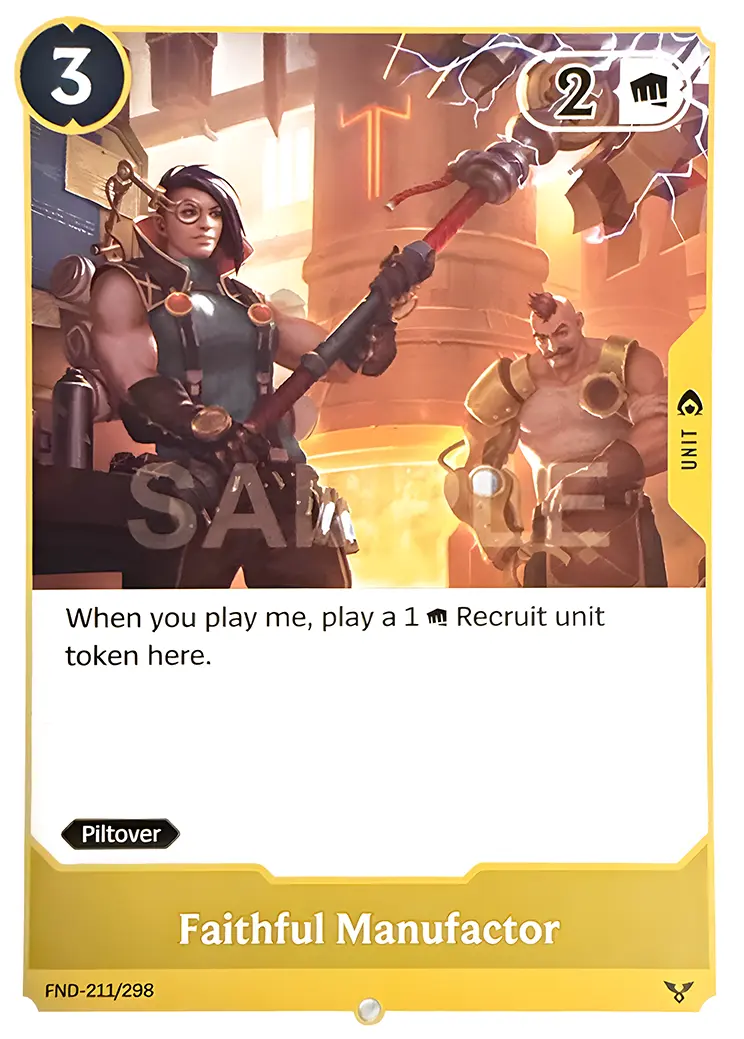 3
2
UNIT
SAMPLE
When you play me, play a 1 Recruit unit
token here.
Piltover
Faithful Manufactor
FND-211/298